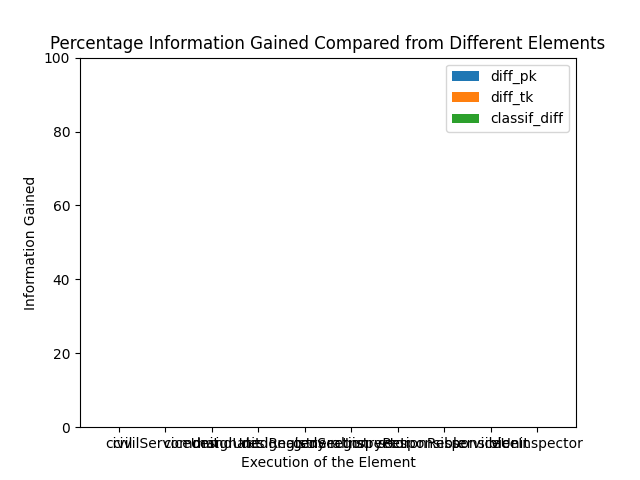 Percentage Information Gained Compared from Different Elements
100
80
60
40
20
0
Information Gained
diff_pk
diff_tk
classif_diff
Execution of the Element